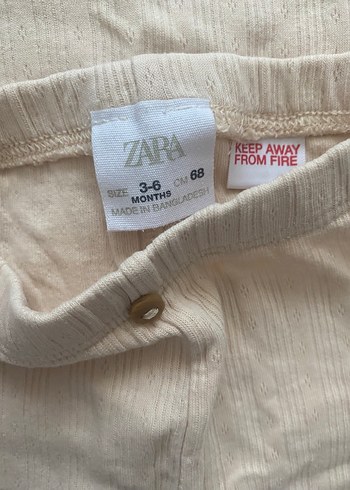 ZARA
SIZE 3-6 MONTHS CM 68
MADE IN BANGLADESH
KEEP AWAY
FROM FIRE